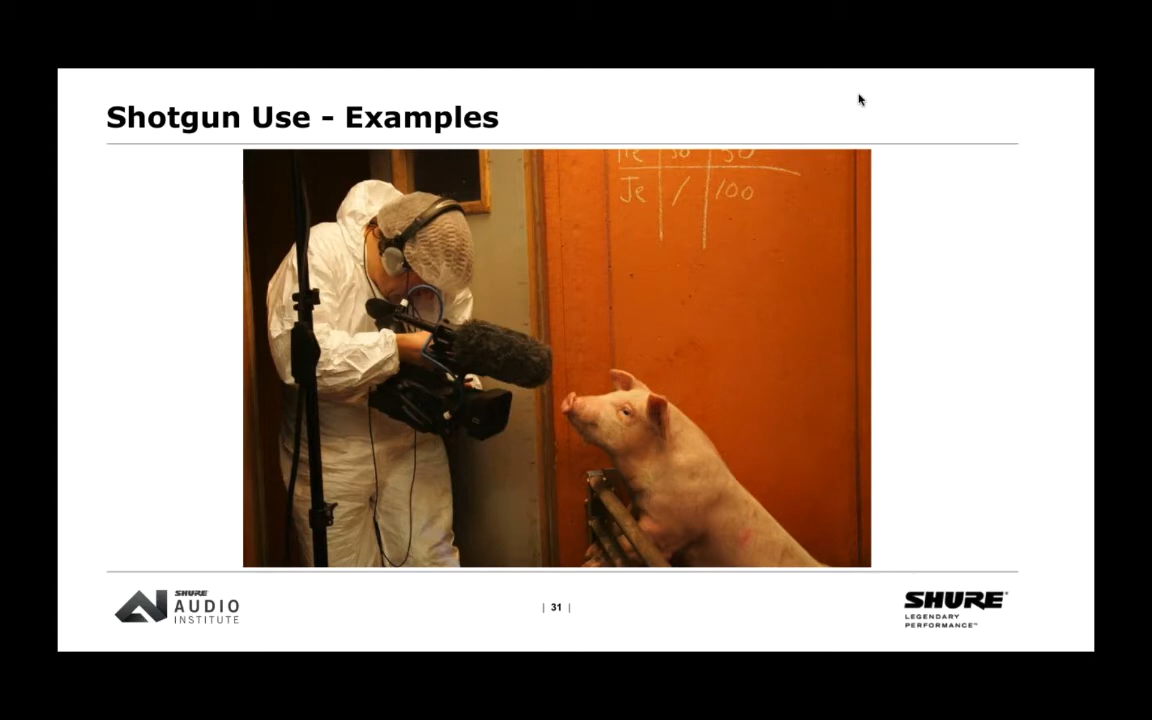 Shotgun Use - Examples
Je / 100
SHURE
AUDIO
INSTITUTE
| 31 |
SHURE
LEGENDARY
PERFORMANCE™